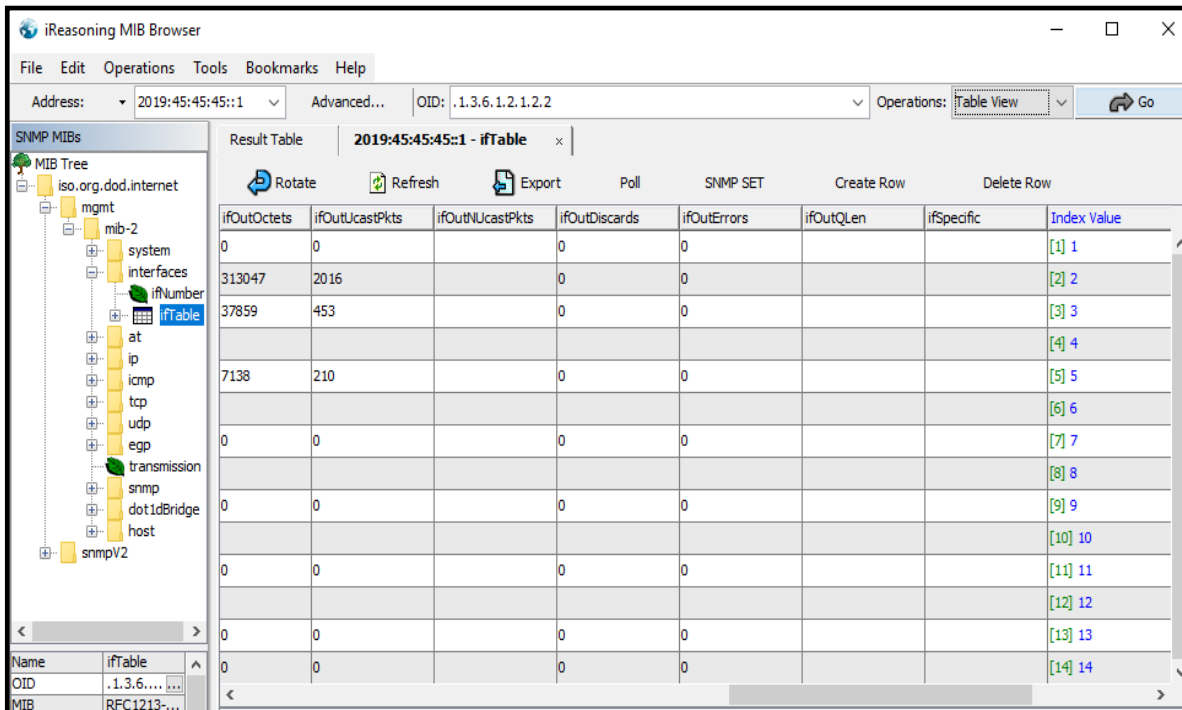 iReasoning MIB Browser
File Edit Operations Tools Bookmarks Help
Address: 2019:45:45:45::1 Advanced... OID: .1.3.6.1.2.1.2.2 Operations: Table View Go
SNMP MIBs
MIB Tree
iso.org.dod.internet
mgmt
mib-2
system
interfaces
ifNumber
ifTable
at
ip
icmp
tcp
udp
egp
transmission
snmp
dot1dBridge
host
snmpV2
Name ifTable
OID .1.3.6.... ...
MIB RFC1213-...
Result Table 2019:45:45:45::1 - ifTable ×
Rotate Refresh Export Poll SNMP SET Create Row Delete Row
ifOutOctets ifOutUcastPkts ifOutNUcastPkts ifOutDiscards ifOutErrors ifOutQLen ifSpecific Index Value
0 0 0 0 [1] 1
313047 2016 0 0 [2] 2
37859 453 0 0 [3] 3
[4] 4
7138 210 0 0 [5] 5
[6] 6
0 0 0 0 [7] 7
[8] 8
0 0 0 0 [9] 9
[10] 10
0 0 0 0 [11] 11
[12] 12
0 0 0 0 [13] 13
0 0 0 0 [14] 14